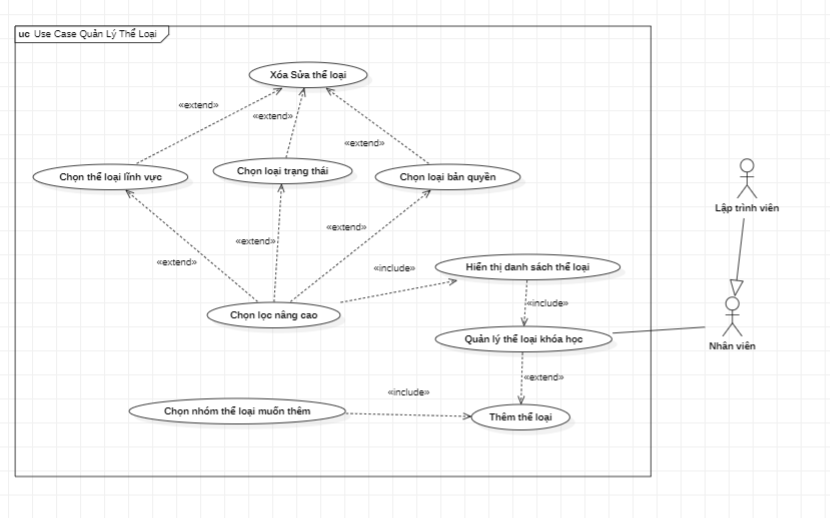 uc Use Case Quản Lý Thể Loại
Xóa Sửa thể loại
«extend»
«extend»
«extend»
Chọn thể loại lĩnh vực
Chọn loại trạng thái
Chọn loại bản quyền
Lập trình viên
«extend»
«extend»
«extend»
«include»
Hiển thị danh sách thể loại
Chọn lọc nâng cao
«include»
Quản lý thể loại khóa học
Nhân viên
«extend»
«include»
Chọn nhóm thể loại muốn thêm
Thêm thể loại